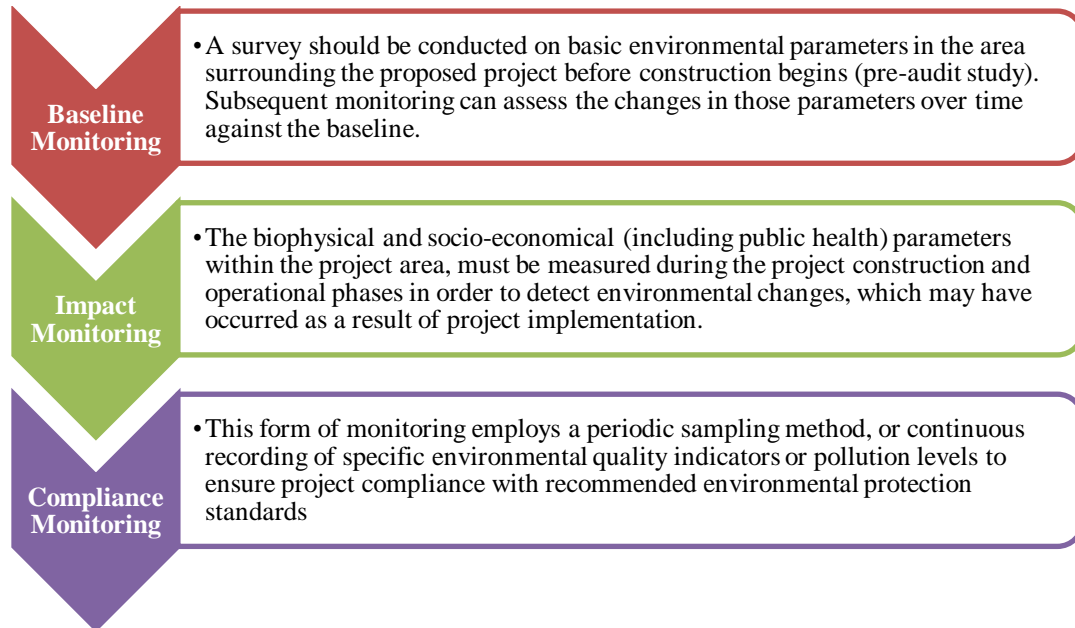 Baseline
Monitoring
•A survey should be conducted on basic environmental parameters in the area
surrounding the proposed project before construction begins (pre-audit study).
Subsequent monitoring can assess the changes in those parameters over time
against the baseline.
Impact
Monitoring
•The biophysical and socio-economical (including public health) parameters
within the project area, must be measured during the project construction and
operational phases in order to detect environmental changes, which may have
occurred as a result of project implementation.
Compliance
Monitoring
•This form of monitoring employs a periodic sampling method, or continuous
recording of specific environmental quality indicators or pollution levels to
ensure project compliance with recommended environmental protection
standards